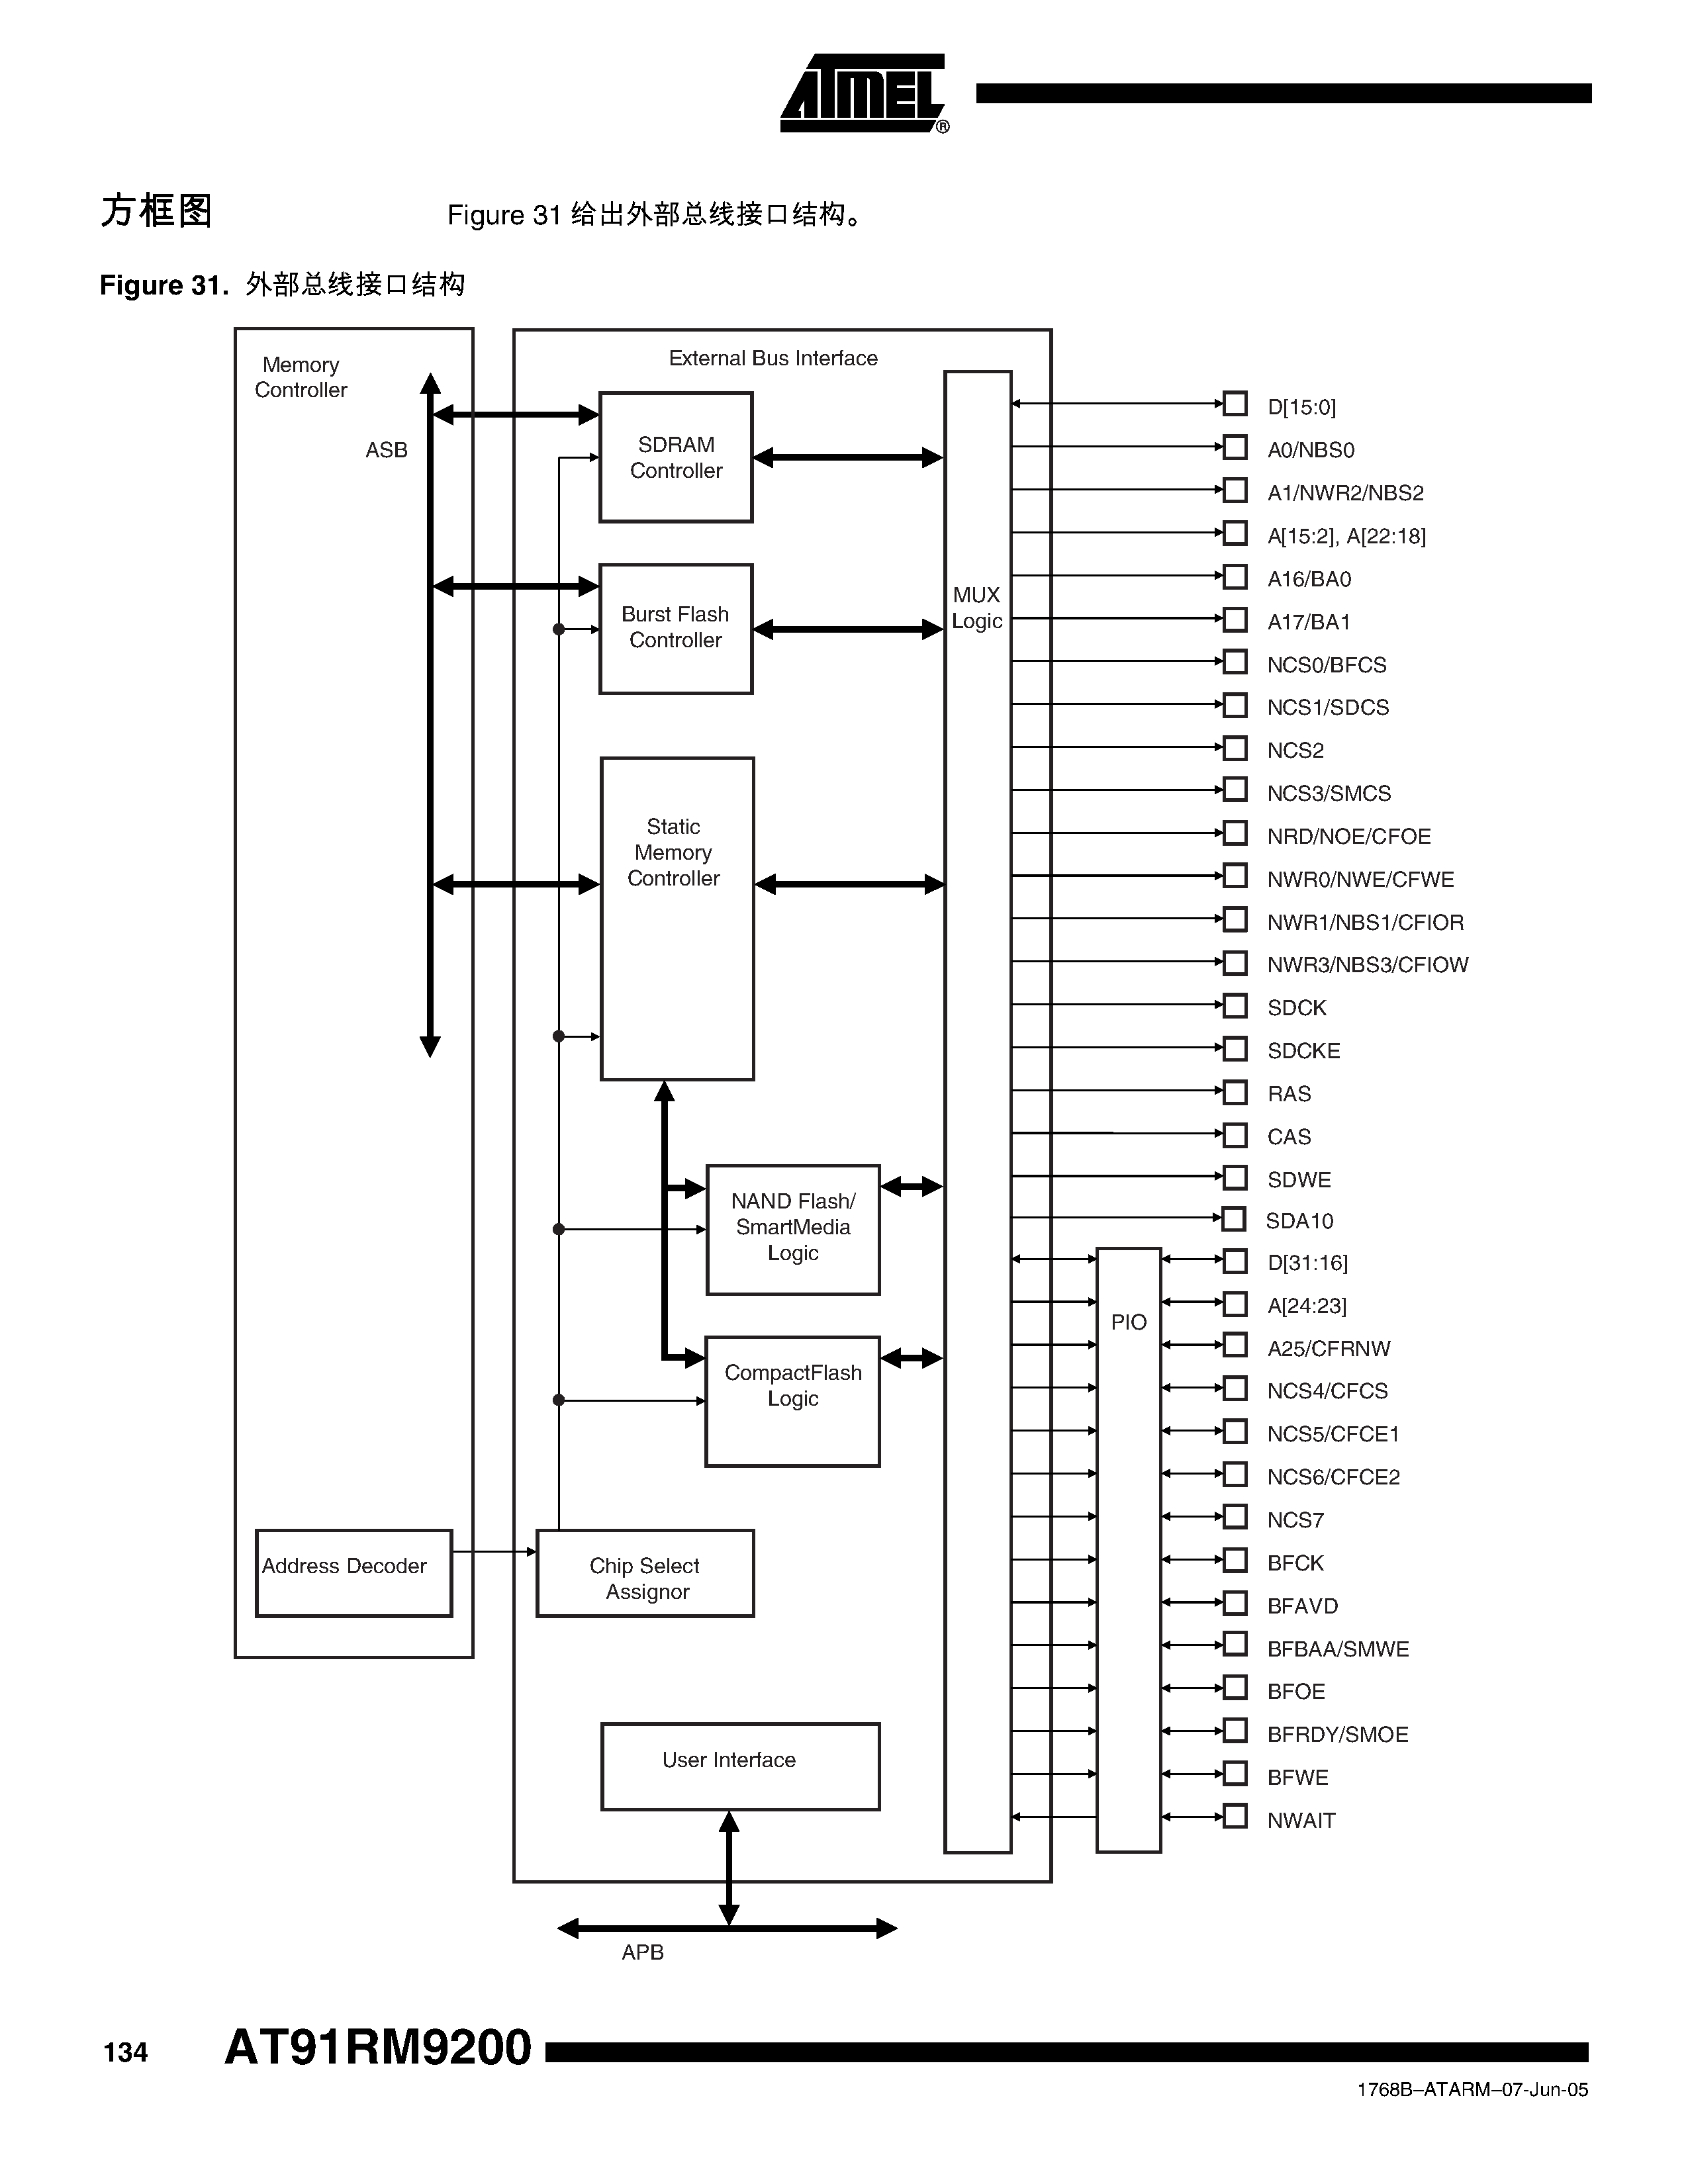 ATMEL ®
方框图
Figure 31 给出外部总线接口结构。
Figure 31. 外部总线接口结构
Memory
Controller
ASB
External Bus Interface
SDRAM
Controller
Burst Flash
Controller
Static
Memory
Controller
NAND Flash/
SmartMedia
Logic
CompactFlash
Logic
Address Decoder
Chip Select
Assignor
User Interface
APB
MUX
Logic
PIO
D[15:0]
A0/NBS0
A1/NWR2/NBS2
A[15:2], A[22:18]
A16/BA0
A17/BA1
NCS0/BFCS
NCS1/SDCS
NCS2
NCS3/SMCS
NRD/NOE/CFOE
NWR0/NWE/CFWE
NWR1/NBS1/CFIOR
NWR3/NBS3/CFIOW
SDCK
SDCKE
RAS
CAS
SDWE
SDA10
D[31:16]
A[24:23]
A25/CFRNW
NCS4/CFCS
NCS5/CFCE1
NCS6/CFCE2
NCS7
BFCK
BFAVD
BFBAA/SMWE
BFOE
BFRDY/SMOE
BFWE
NWAIT
134
AT91RM9200
1768B–ATARM–07-Jun-05